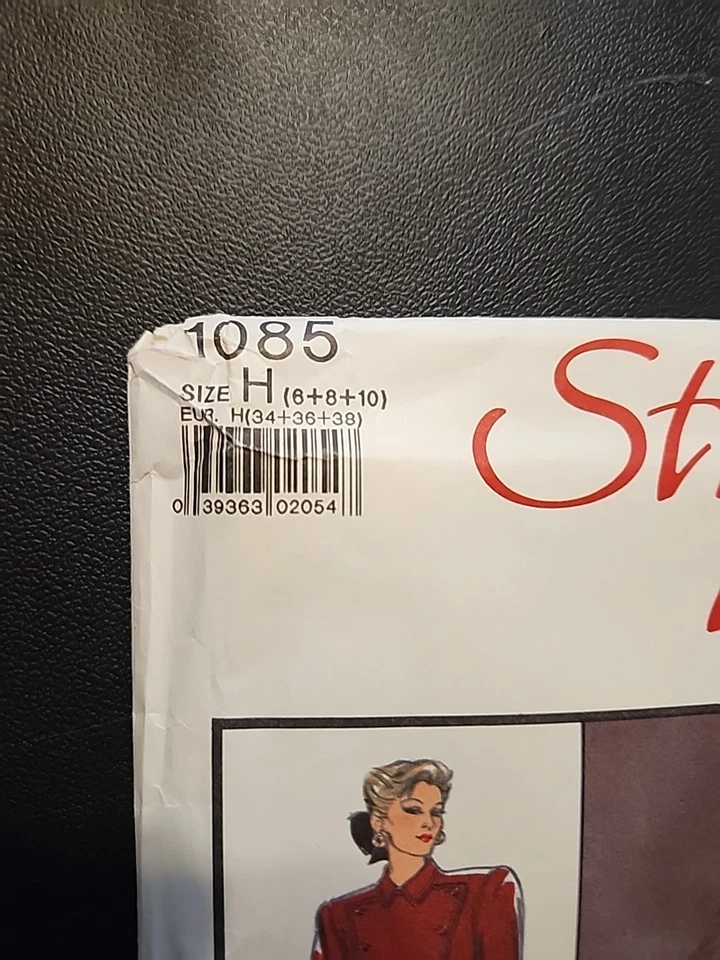 1085
SIZE H (6+8+10)
EUR. H(34+36+38)
0 39363 02054